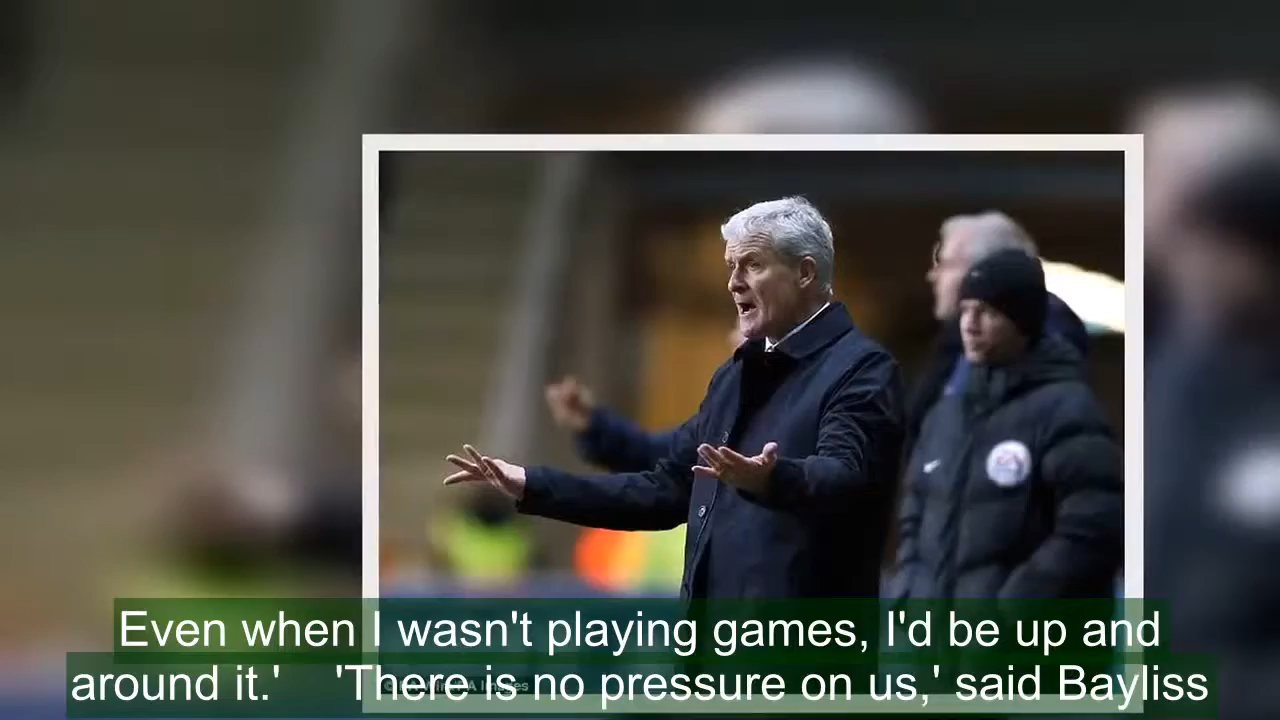 Even when I wasn't playing games, I'd be up and
around it.' 'There is no pressure on us,' said Bayliss